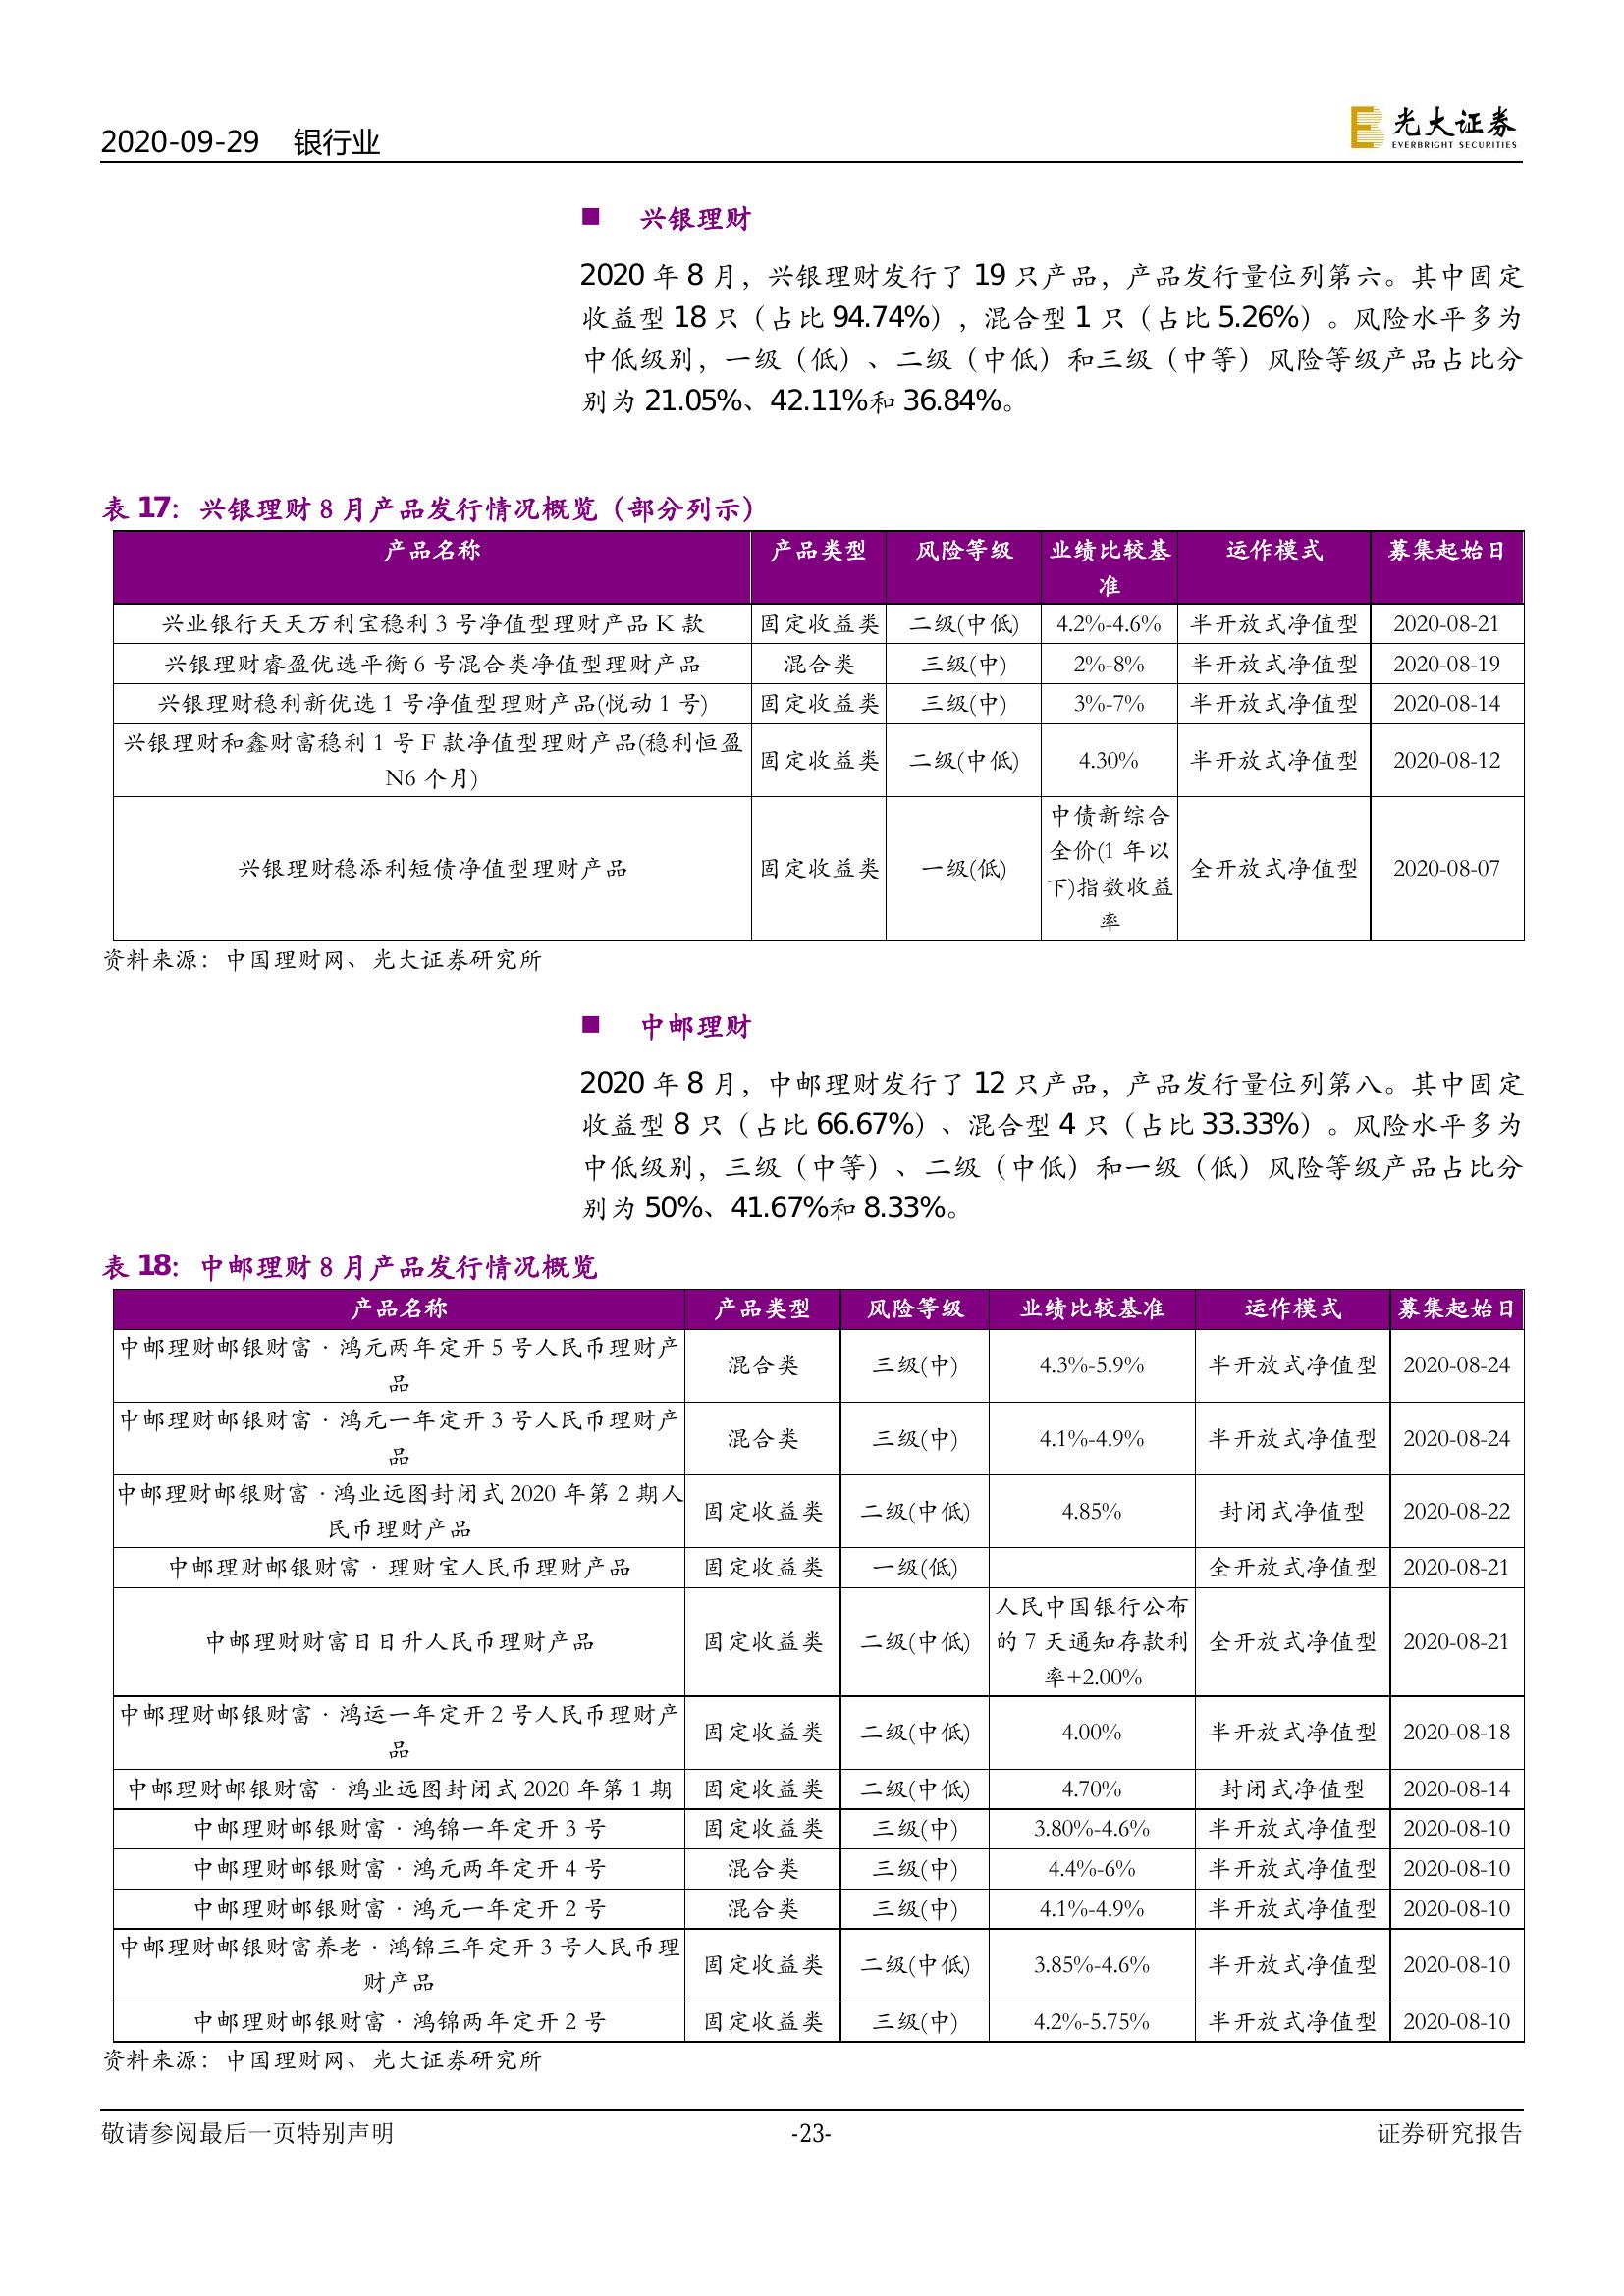 2020-09-29 银行业
光大证券
EVERBRIGHT SECURITIES
■ 兴银理财
2020 年 8 月，兴银理财发行了 19 只产品，产品发行量位列第六。其中固定
收益型 18 只（占比 94.74%），混合型 1 只（占比 5.26%）。风险水平多为
中低级别，一级（低）、二级（中低）和三级（中等）风险等级产品占比分
别为 21.05%、42.11%和 36.84%。
表 17：兴银理财 8 月产品发行情况概览（部分列示）
产品名称 产品类型 风险等级 业绩比较基 运作模式 募集起始日
准
兴业银行天天万利宝稳利 3 号净值型理财产品 K 款 固定收益类 二级(中低) 4.2%-4.6% 半开放式净值型 2020-08-21
兴银理财睿盈优选平衡 6 号混合类净值型理财产品 混合类 三级(中) 2%-8% 半开放式净值型 2020-08-19
兴银理财稳利新优选 1 号净值型理财产品(悦动 1 号) 固定收益类 三级(中) 3%-7% 半开放式净值型 2020-08-14
兴银理财和鑫财富稳利 1 号 F 款净值型理财产品(稳利恒盈
N6 个月) 固定收益类 二级(中低) 4.30% 半开放式净值型 2020-08-12
中债新综合
全价(1 年以
兴银理财稳添利短债净值型理财产品 固定收益类 一级(低) 下)指数收益 全开放式净值型 2020-08-07
率
资料来源：中国理财网、光大证券研究所
■ 中邮理财
2020 年 8 月，中邮理财发行了 12 只产品，产品发行量位列第八。其中固定
收益型 8 只（占比 66.67%）、混合型 4 只（占比 33.33%）。风险水平多为
中低级别，三级（中等）、二级（中低）和一级（低）风险等级产品占比分
别为 50%、41.67%和 8.33%。
表 18：中邮理财 8 月产品发行情况概览
产品名称 产品类型 风险等级 业绩比较基准 运作模式 募集起始日
中邮理财邮银财富·鸿元两年定开 5 号人民币理财产
品 混合类 三级(中) 4.3%-5.9% 半开放式净值型 2020-08-24
中邮理财邮银财富·鸿元一年定开 3 号人民币理财产
品 混合类 三级(中) 4.1%-4.9% 半开放式净值型 2020-08-24
中邮理财邮银财富·鸿业远图封闭式 2020 年第 2 期人
民币理财产品 固定收益类 二级(中低) 4.85% 封闭式净值型 2020-08-22
中邮理财邮银财富·理财宝人民币理财产品 固定收益类 一级(低) 全开放式净值型 2020-08-21
人民中国银行公布
中邮理财财富日日升人民币理财产品 固定收益类 二级(中低) 的 7 天通知存款利 全开放式净值型 2020-08-21
率+2.00%
中邮理财邮银财富·鸿运一年定开 2 号人民币理财产
品 固定收益类 二级(中低) 4.00% 半开放式净值型 2020-08-18
中邮理财邮银财富·鸿业远图封闭式 2020 年第 1 期 固定收益类 二级(中低) 4.70% 封闭式净值型 2020-08-14
中邮理财邮银财富·鸿锦一年定开 3 号 固定收益类 三级(中) 3.80%-4.6% 半开放式净值型 2020-08-10
中邮理财邮银财富·鸿元两年定开 4 号 混合类 三级(中) 4.4%-6% 半开放式净值型 2020-08-10
中邮理财邮银财富·鸿元一年定开 2 号 混合类 三级(中) 4.1%-4.9% 半开放式净值型 2020-08-10
中邮理财邮银财富养老·鸿锦三年定开 3 号人民币理
财产品 固定收益类 二级(中低) 3.85%-4.6% 半开放式净值型 2020-08-10
中邮理财邮银财富·鸿锦两年定开 2 号 固定收益类 三级(中) 4.2%-5.75% 半开放式净值型 2020-08-10
资料来源：中国理财网、光大证券研究所
敬请参阅最后一页特别声明 -23- 证券研究报告